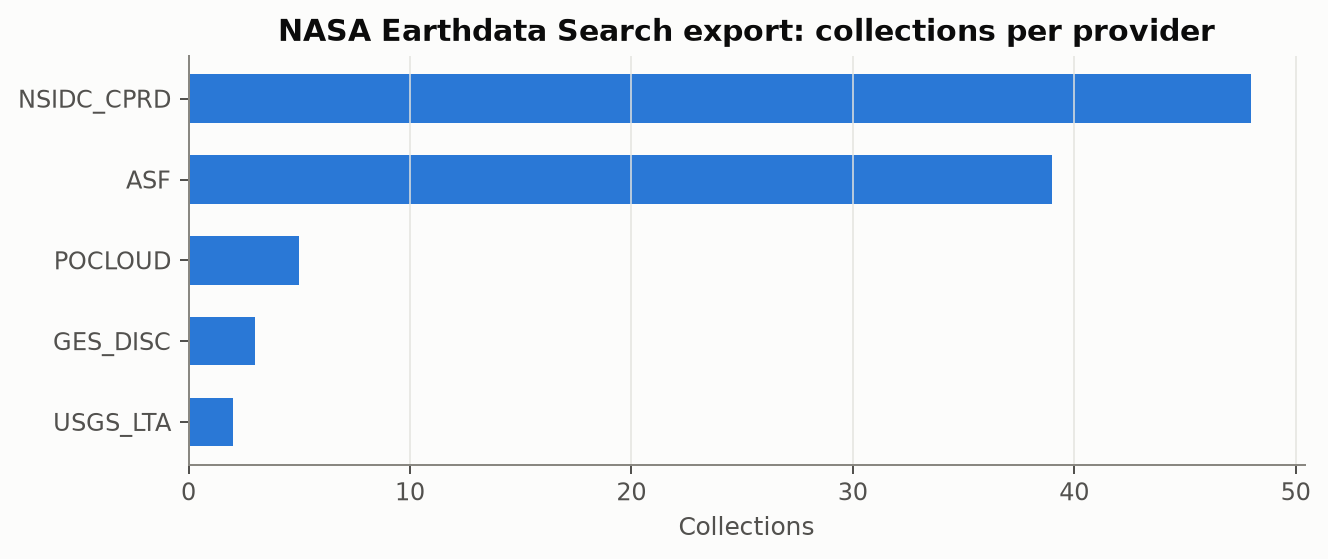 NASA Earthdata Search export: collections per provider
NSIDC_CPRD
ASF
POCLOUD
GES_DISC
USGS_LTA
0 10 20 30 40 50
Collections